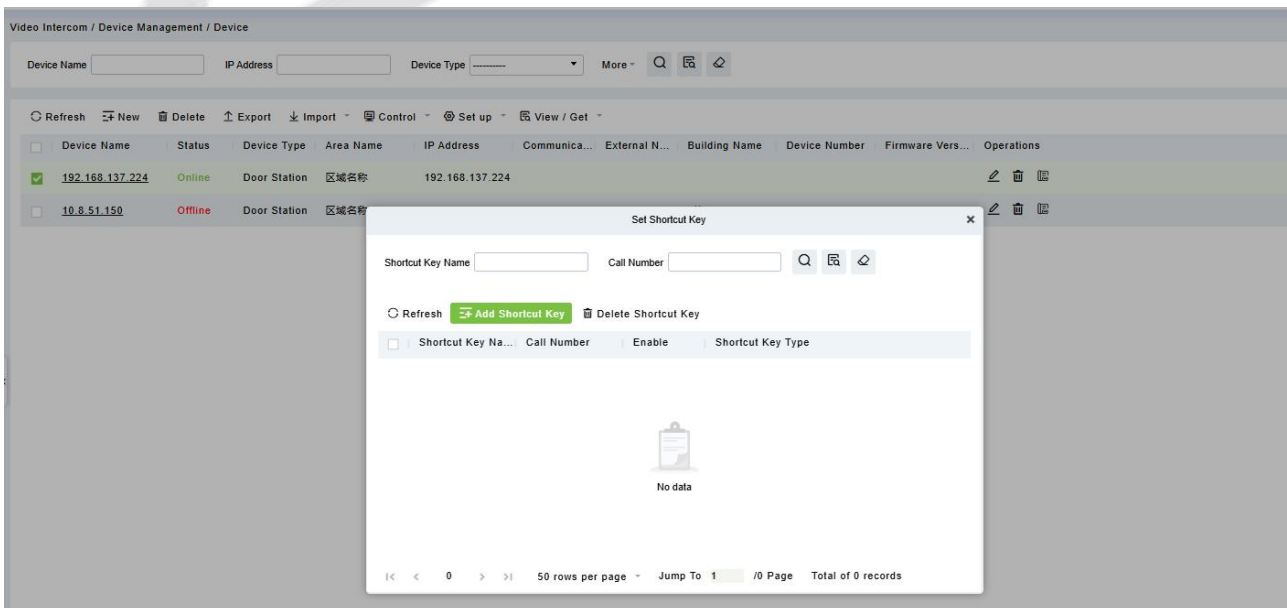 Video Intercom / Device Management / Device
Device Name IP Address Device Type ---------- More
Refresh New Delete Export Import Control Set up View / Get
Device Name Status Device Type Area Name IP Address Communica... External N... Building Name Device Number Firmware Vers... Operations
192.168.137.224 Online Door Station 区域名称 192.168.137.224
10.8.51.150 Offline Door Station 区域名称
Set Shortcut Key
Shortcut Key Name Call Number
Refresh Add Shortcut Key Delete Shortcut Key
Shortcut Key Na... Call Number Enable Shortcut Key Type
No data
0 50 rows per page Jump To 1 /0 Page Total of 0 records